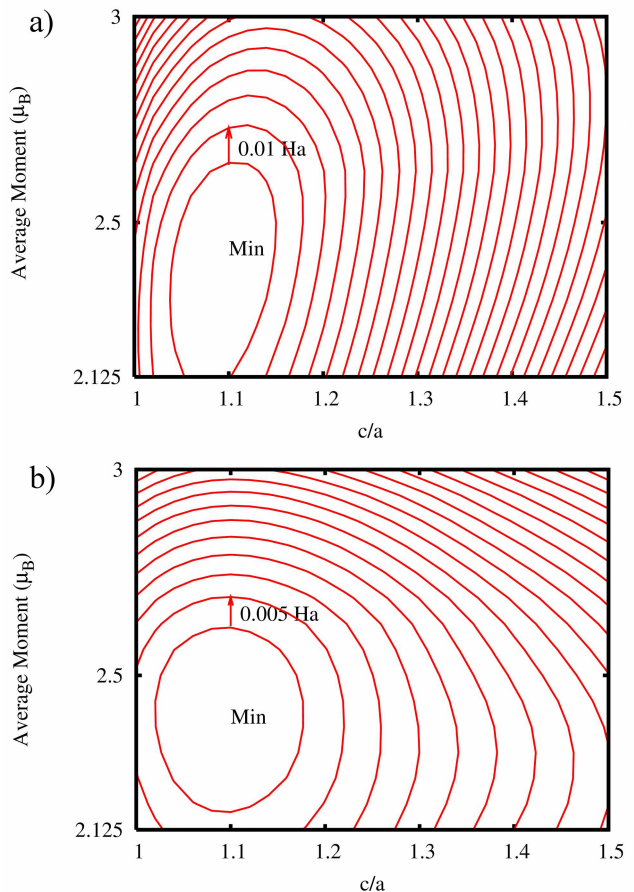 a)
3
Average Moment (μB)
0.01 Ha
2.5
Min
2.125
1 1.1 1.2 1.3 1.4 1.5
c/a
b)
3
Average Moment (μB)
0.005 Ha
2.5
Min
2.125
1 1.1 1.2 1.3 1.4 1.5
c/a